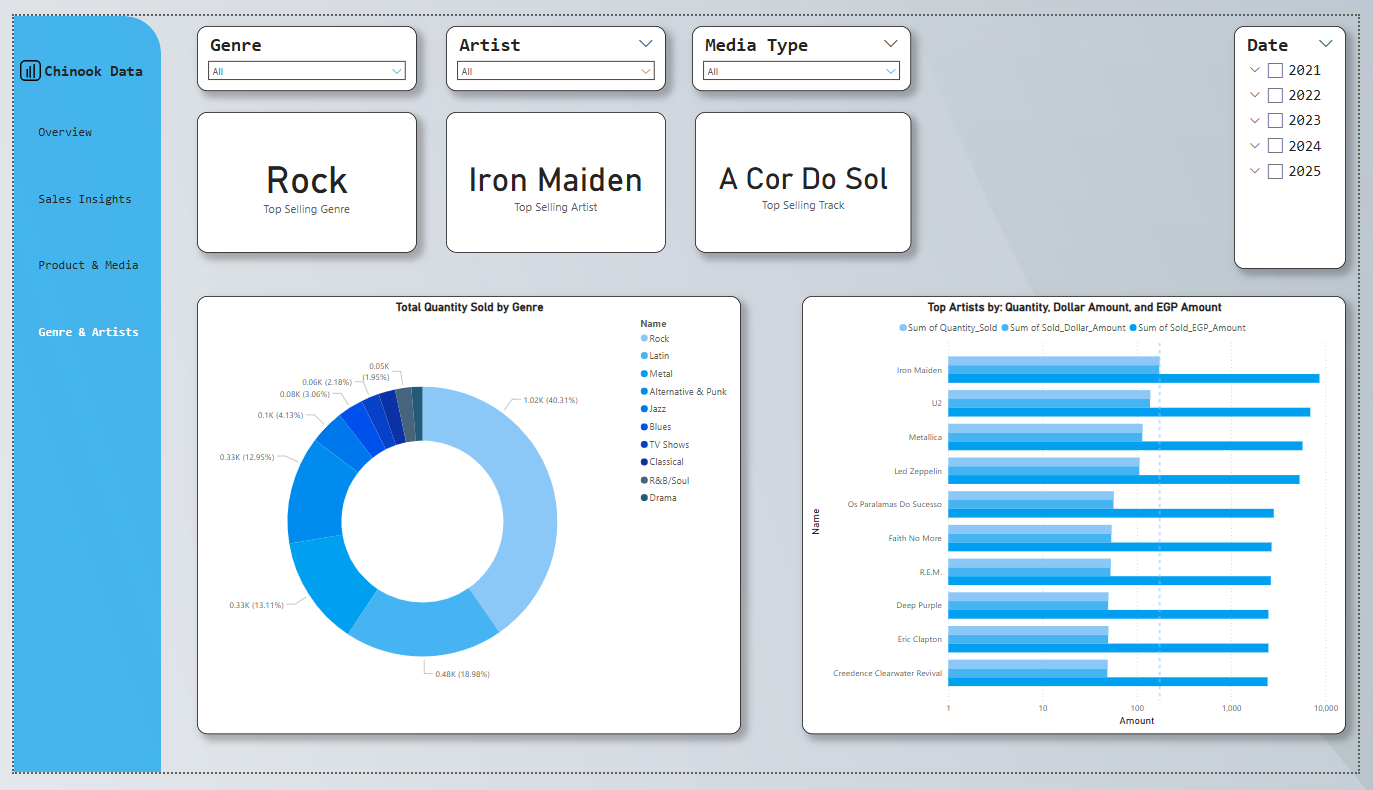 Chinook Data
Overview
Sales Insights
Product & Media
Genre & Artists
Genre
All
Artist
All
Media Type
All
Date
2021
2022
2023
2024
2025
Rock
Top Selling Genre
Iron Maiden
Top Selling Artist
A Cor Do Sol
Top Selling Track
Total Quantity Sold by Genre
Name
Rock
Latin
Metal
Alternative & Punk
Jazz
Blues
TV Shows
Classical
R&B/Soul
Drama
0.05K
(1.95%)
0.06K (2.18%)
0.08K (3.06%)
0.1K (4.13%)
0.33K (12.95%)
0.33K (13.11%)
0.48K (18.98%)
1.02K (40.31%)
Top Artists by: Quantity, Dollar Amount, and EGP Amount
Sum of Quantity_Sold Sum of Sold_Dollar_Amount Sum of Sold_EGP_Amount
Name
Iron Maiden
U2
Metallica
Led Zeppelin
Os Paralamas Do Sucesso
Faith No More
R.E.M.
Deep Purple
Eric Clapton
Creedence Clearwater Revival
1 10 100 1,000 10,000
Amount